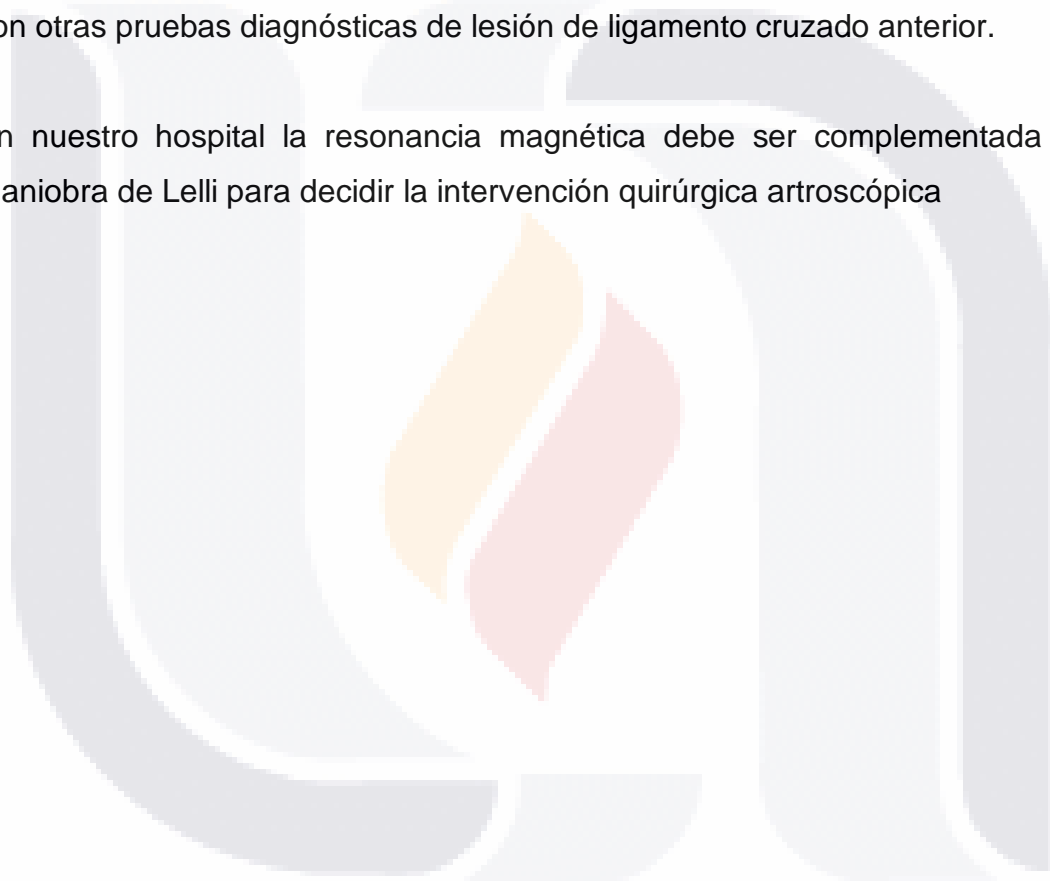 on otras pruebas diagnósticas de lesión de ligamento cruzado anterior.
n nuestro hospital la resonancia magnética debe ser complementada
aniobra de Lelli para decidir la intervención quirúrgica artroscópica